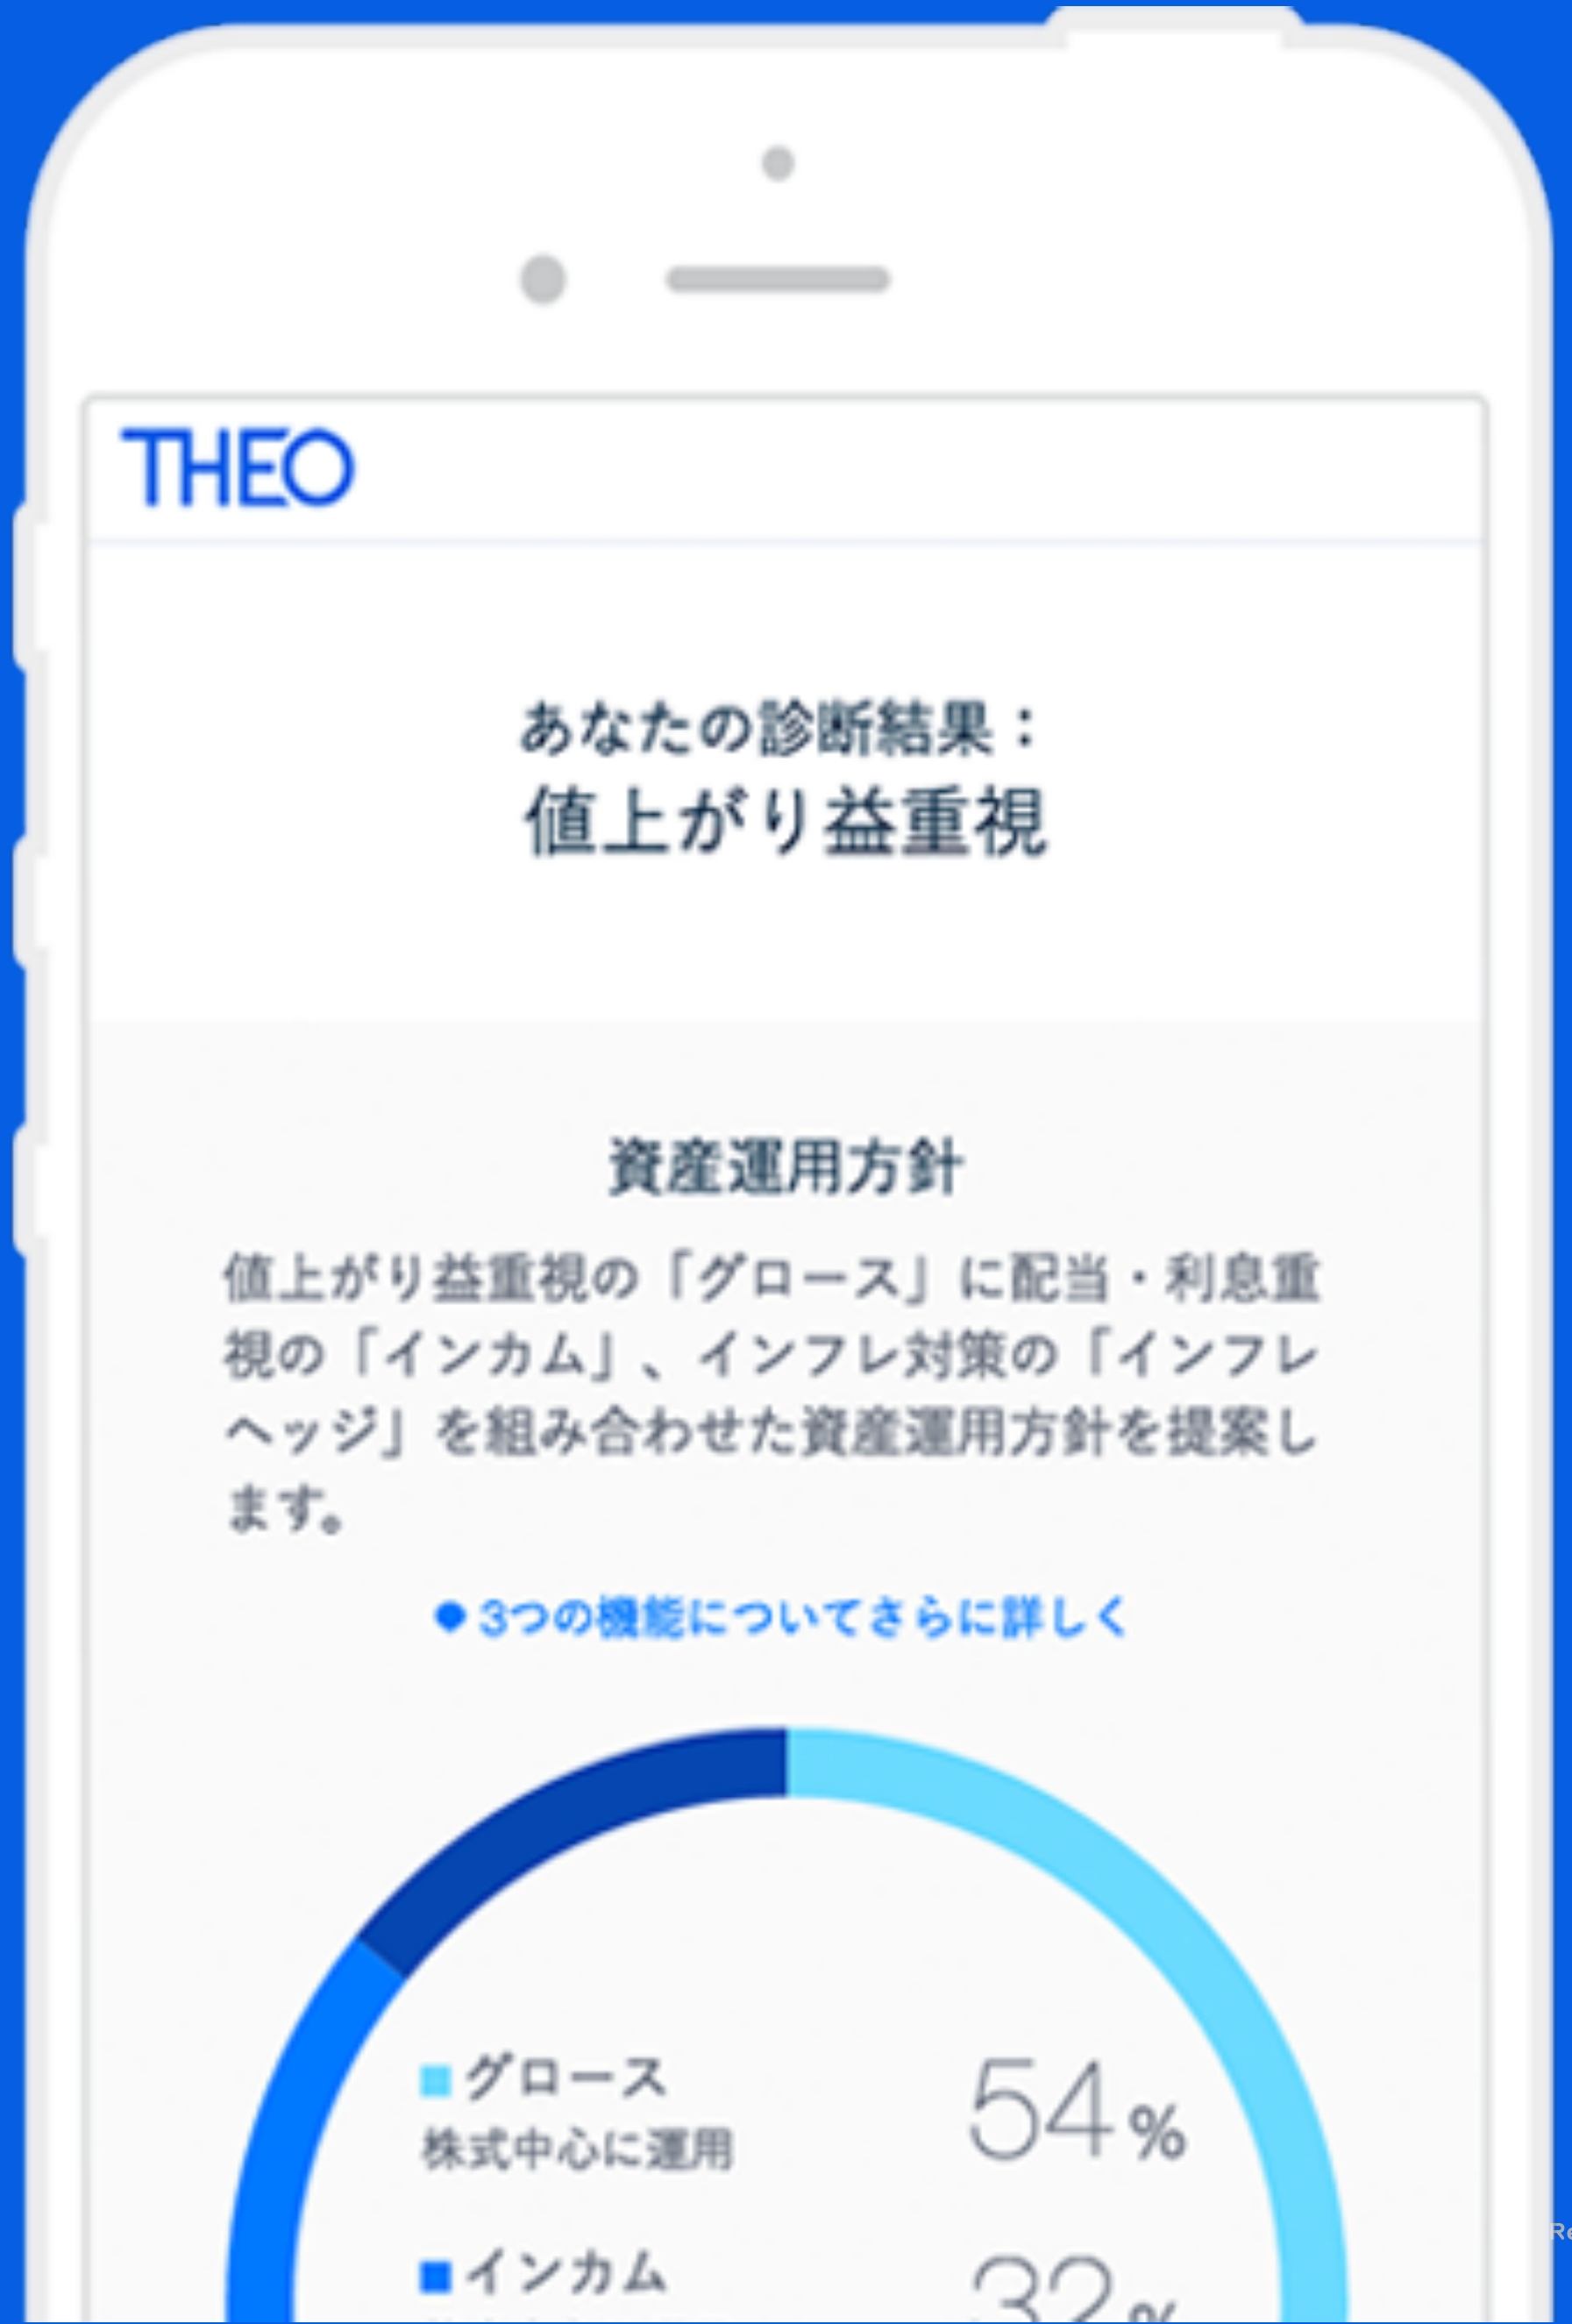 THEO
あなたの診断結果：
値上がり益重視
資産運用方針
値上がり益重視の「グロース」に配当・利息重
視の「インカム」、インフレ対策の「インフレ
ヘッジ」を組み合わせた資産運用方針を提案し
ます。
3つの機能についてさらに詳しく
グロース 54%
株式中心に運用
インカム 32%
Re